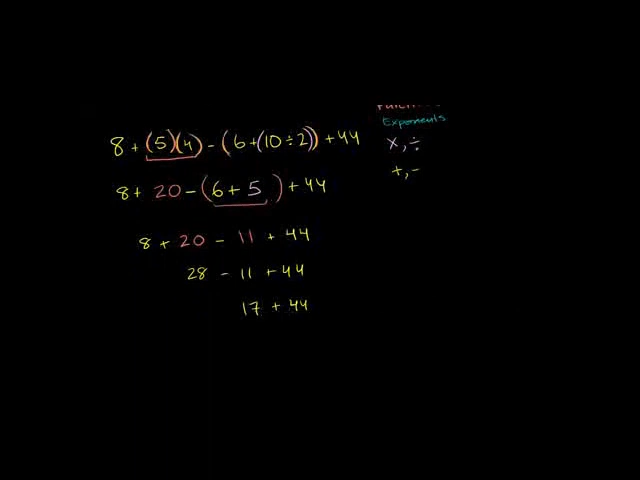 8 + (5)(4) - (6+(10÷2)) + 44
Exponents
×, ÷
8 + 20 - (6 + 5) + 44
+, -
8 + 20 - 11 + 44
28 - 11 + 44
17 + 44